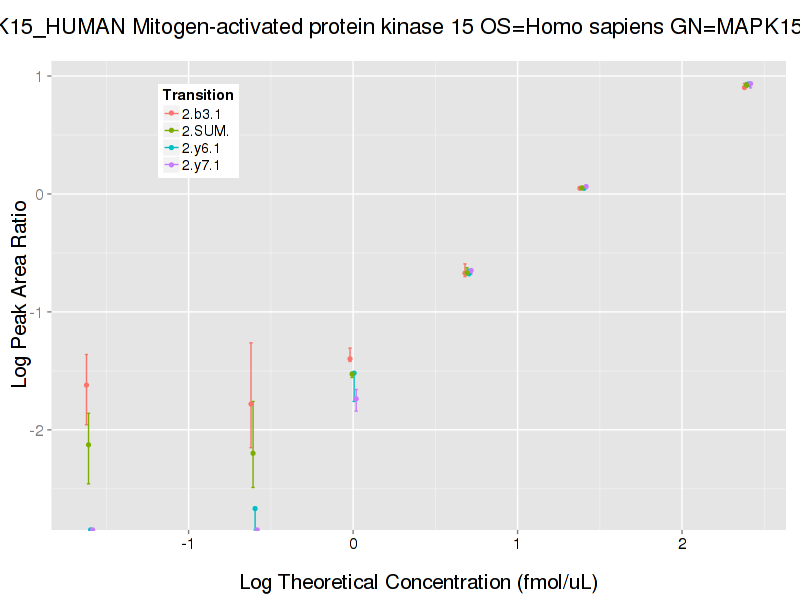 K15_HUMAN Mitogen-activated protein kinase 15 OS=Homo sapiens GN=MAPK15
Transition
2.b3.1
2.SUM.
2.y6.1
2.y7.1
Log Peak Area Ratio
1
0
-1
-2
-1 0 1 2
Log Theoretical Concentration (fmol/uL)